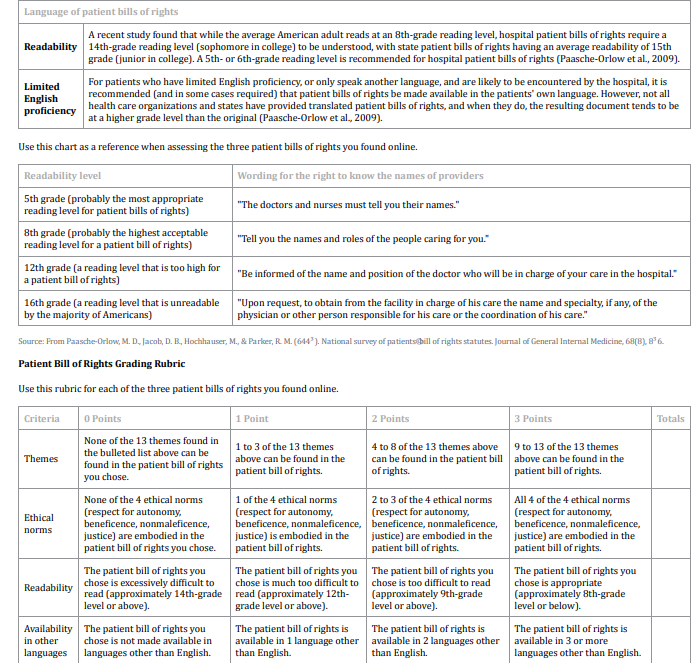 Language of patient bills of rights
Readability
A recent study found that while the average American adult reads at an 8th-grade reading level, hospital patient bills of rights require a
14th-grade reading level (sophomore in college) to be understood, with state patient bills of rights having an average readability of 15th
grade (junior in college). A 5th- or 6th-grade reading level is recommended for hospital patient bills of rights (Paasche-Orlow et al., 2009).
Limited
English
proficiency
For patients who have limited English proficiency, or only speak another language, and are likely to be encountered by the hospital, it is
recommended (and in some cases required) that patient bills of rights be made available in the patients' own language. However, not all
health care organizations and states have provided translated patient bills of rights, and when they do, the resulting document tends to be
at a higher grade level than the original (Paasche-Orlow et al., 2009).
Use this chart as a reference when assessing the three patient bills of rights you found online.
Readability level
Wording for the right to know the names of providers
5th grade (probably the most appropriate
reading level for patient bills of rights)
"The doctors and nurses must tell you their names."
8th grade (probably the highest acceptable
reading level for a patient bill of rights)
"Tell you the names and roles of the people caring for you."
12th grade (a reading level that is too high for
a patient bill of rights)
"Be informed of the name and position of the doctor who will be in charge of your care in the hospital."
16th grade (a reading level that is unreadable
by the majority of Americans)
"Upon request, to obtain from the facility in charge of his care the name and specialty, if any, of the
physician or other person responsible for his care or the coordination of his care."
Source: From Paasche-Orlow, M. D., Jacob, D. B., Hochhauser, M., & Parker, R. M. (644³). National survey of patients bill of rights statutes. Journal of General Internal Medicine, 68(8), 8³6.
Patient Bill of Rights Grading Rubric
Use this rubric for each of the three patient bills of rights you found online.
Criteria
0 Points
1 Point
2 Points
3 Points
Totals
Themes
None of the 13 themes found in
the bulleted list above can be
found in the patient bill of rights
you chose.
1 to 3 of the 13 themes
above can be found in the
patient bill of rights.
4 to 8 of the 13 themes above
can be found in the patient bill
of rights.
9 to 13 of the 13 themes
above can be found in the
patient bill of rights.
Ethical
norms
None of the 4 ethical norms
(respect for autonomy,
beneficence, nonmaleficence,
justice) are embodied in the
patient bill of rights you chose.
1 of the 4 ethical norms
(respect for autonomy,
beneficence, nonmaleficence,
justice) is embodied in the
patient bill of rights.
2 to 3 of the 4 ethical norms
(respect for autonomy,
beneficence, nonmaleficence,
justice) are embodied in the
patient bill of rights.
All 4 of the 4 ethical norms
(respect for autonomy,
beneficence, nonmaleficence,
justice) are embodied in the
patient bill of rights.
Readability
The patient bill of rights you
chose is excessively difficult to
read (approximately 14th-grade
level or above).
The patient bill of rights you
chose is much too difficult to
read (approximately 12th-
grade level or above).
The patient bill of rights you
chose is too difficult to read
(approximately 9th-grade
level or above).
The patient bill of rights you
chose is appropriate
(approximately 8th-grade
level or below).
Availability
in other
languages
The patient bill of rights you
chose is not made available in
languages other than English.
The patient bill of rights is
available in 1 language other
than English.
The patient bill of rights is
available in 2 languages other
than English.
The patient bill of rights is
available in 3 or more
languages other than English.